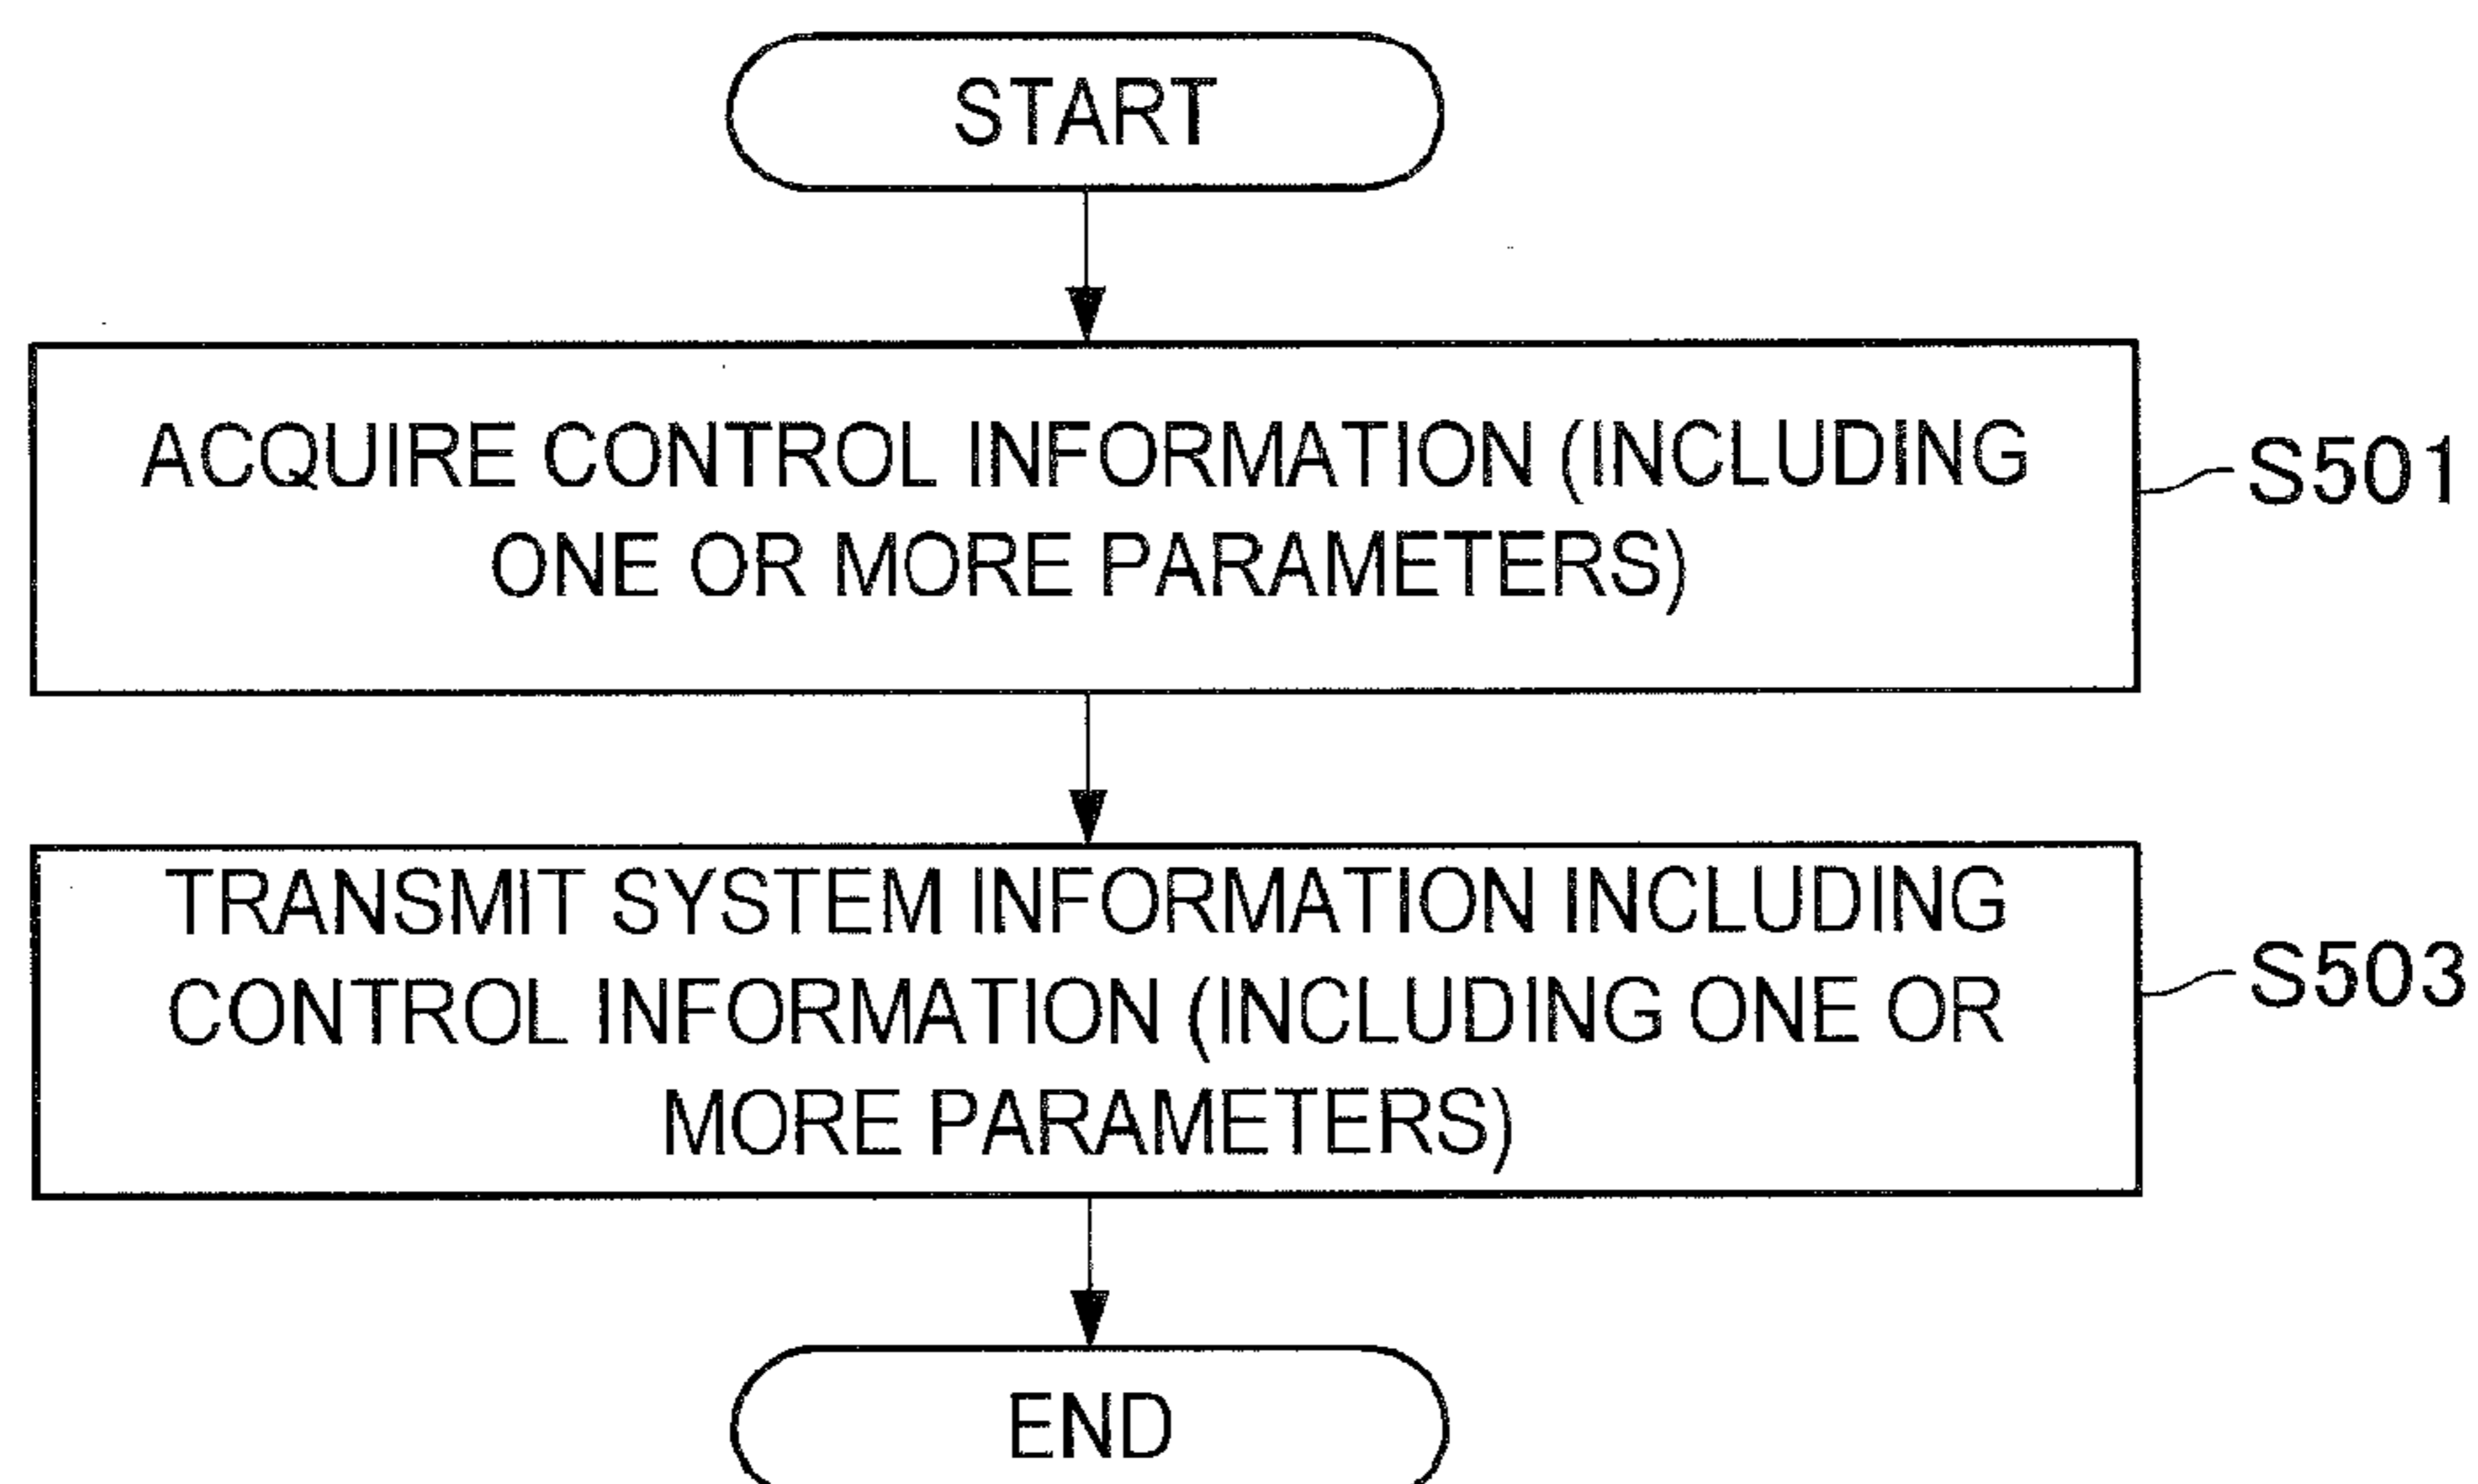 START
ACQUIRE CONTROL INFORMATION (INCLUDING
ONE OR MORE PARAMETERS)
S501
TRANSMIT SYSTEM INFORMATION INCLUDING
CONTROL INFORMATION (INCLUDING ONE OR
MORE PARAMETERS)
S503
END